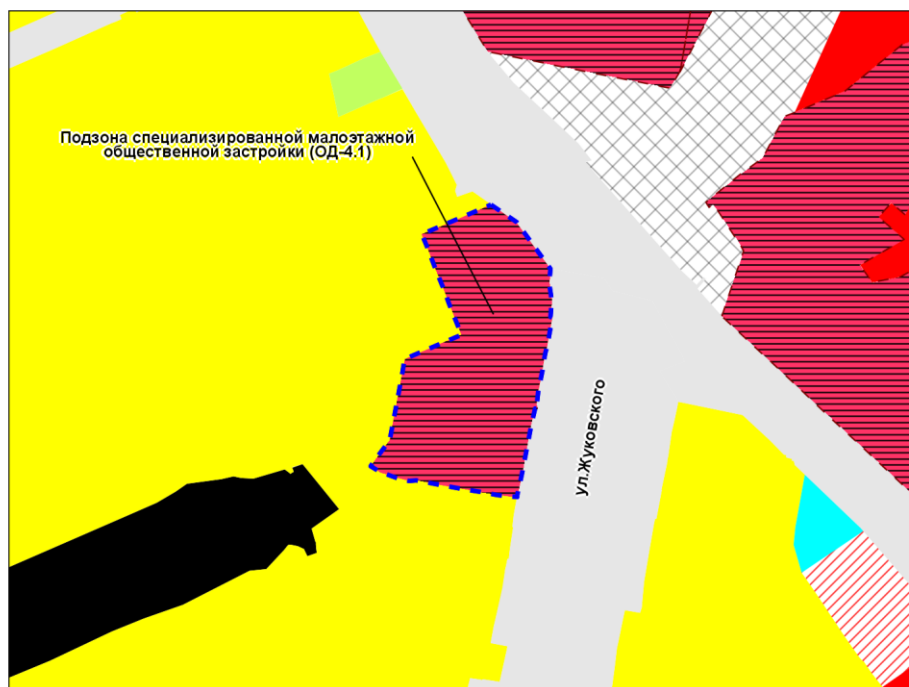 Подзона специализированной малоэтажной
общественной застройки (ОД-4.1)
ул.Жуковского